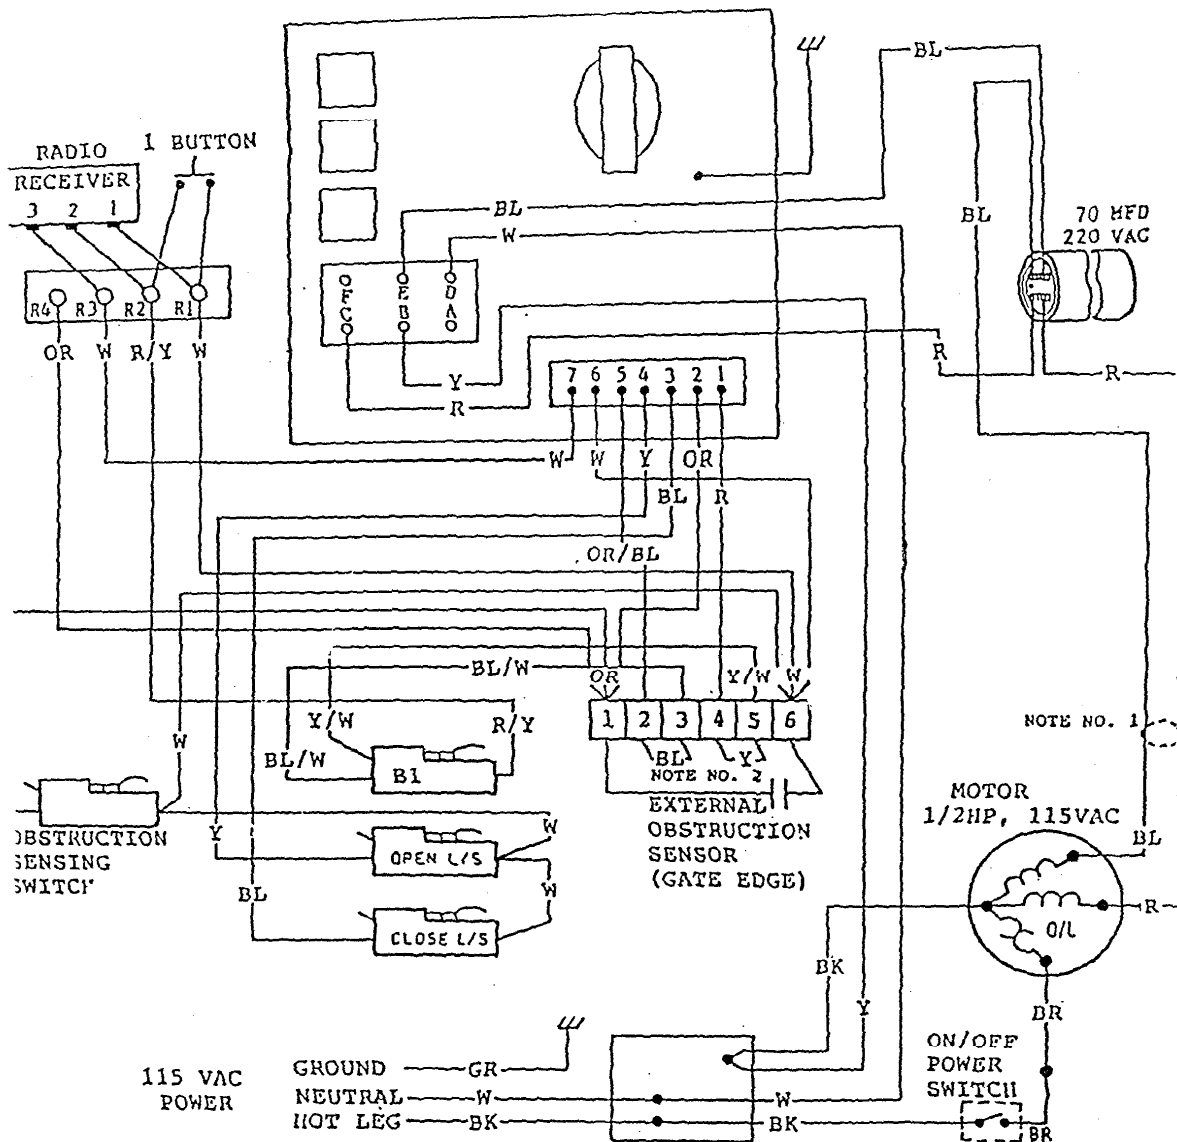 BL
1 BUTTON
RADIO
RECEIVER
3 2 1
BL
W
BL
70 MFD
220 VAC
F E D
C B A
R4 R3 R2 R1
OR W R/Y W
R
R
Y
R
7 6 5 4 3 2 1
W W Y OR
BL R
OR/BL
BL/W
OR
Y/W
W
1 2 3 4 5 6
Y/W
R/Y
W
BL/W
B1
BL
Y
NOTE NO. 2
NOTE NO. 1
EXTERNAL
OBSTRUCTION
SENSOR
(GATE EDGE)
MOTOR
1/2HP, 115VAC
BL
OBSTRUCTION
SENSING
SWITCH
Y
W
OPEN L/S
W
BL
CLOSE L/S
R
O/L
BK
Y
BR
ON/OFF
POWER
SWITCH
115 VAC
POWER
GROUND GR
NEUTRAL W W
HOT LEG BK BK
BR